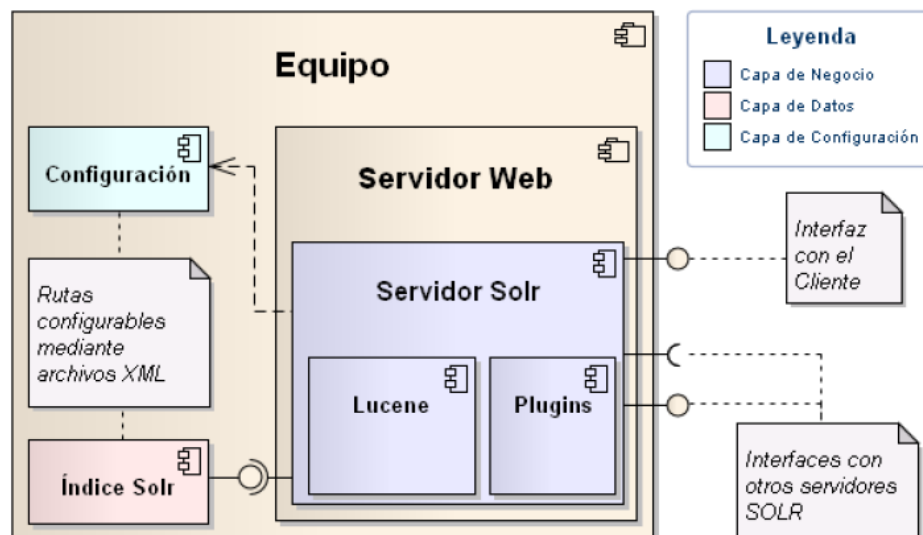 Equipo
Leyenda
Capa de Negocio
Capa de Datos
Capa de Configuración
Configuración
Servidor Web
Interfaz
con el
Cliente
Servidor Solr
Rutas
configurables
mediante
archivos XML
Lucene
Plugins
Índice Solr
Interfaces con
otros servidores
SOLR